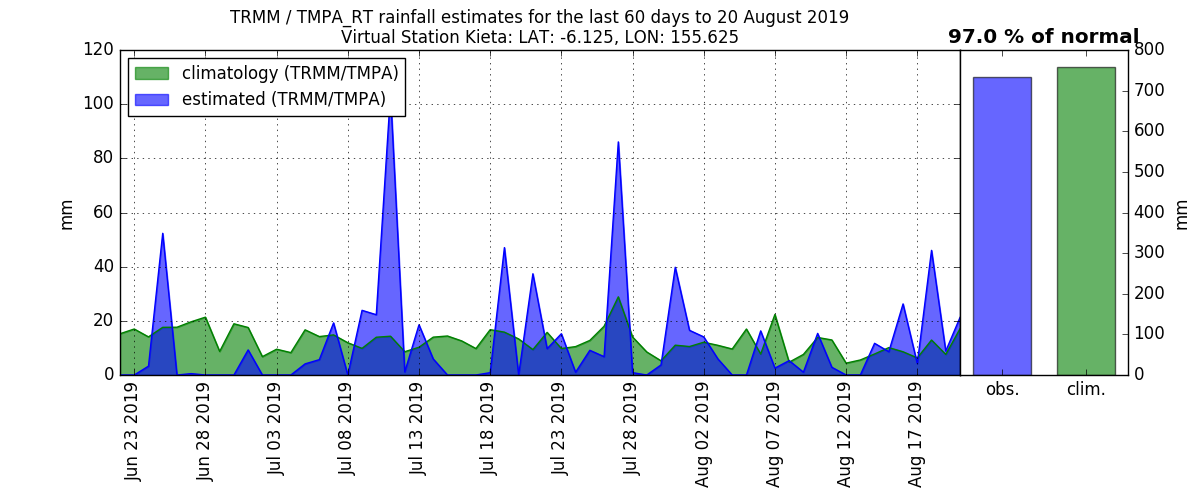 TRMM / TMPA_RT rainfall estimates for the last 60 days to 20 August 2019
Virtual Station Kieta: LAT: -6.125, LON: 155.625
97.0 % of normal
climatology (TRMM/TMPA)
estimated (TRMM/TMPA)
mm
120
100
80
60
40
20
0
Jun 23 2019
Jun 28 2019
Jul 03 2019
Jul 08 2019
Jul 13 2019
Jul 18 2019
Jul 23 2019
Jul 28 2019
Aug 02 2019
Aug 07 2019
Aug 12 2019
Aug 17 2019
obs.
clim.
800
700
600
500
400
300
200
100
0
mm